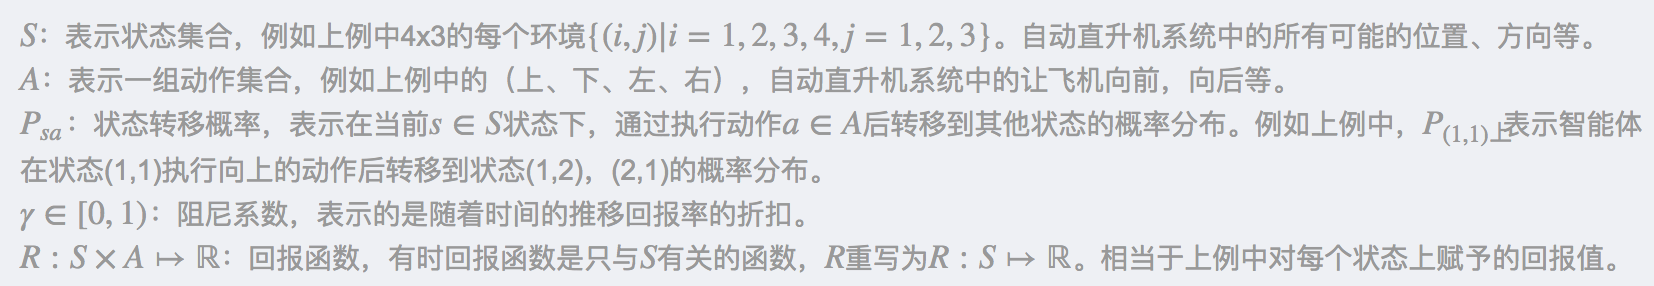 S：表示状态集合，例如上例中4x3的每个环境{(i,j)|i = 1,2,3,4,j = 1,2,3}。自动直升机系统中的所有可能的位置、方向等。
A：表示一组动作集合，例如上例中的（上、下、左、右），自动直升机系统中的让飞机向前，向后等。
P_{sa}：状态转移概率，表示在当前s ∈ S状态下，通过执行动作a ∈ A后转移到其他状态的概率分布。例如上例中，P_{(1,1)上}表示智能体
在状态(1,1)执行向上的动作后转移到状态(1,2)，(2,1)的概率分布。
γ ∈ [0, 1)：阻尼系数，表示的是随着时间的推移回报率的折扣。
R : S × A ↦ ℝ：回报函数，有时回报函数是只与S有关的函数，R重写为R : S ↦ ℝ。相当于上例中对每个状态上赋予的回报值。